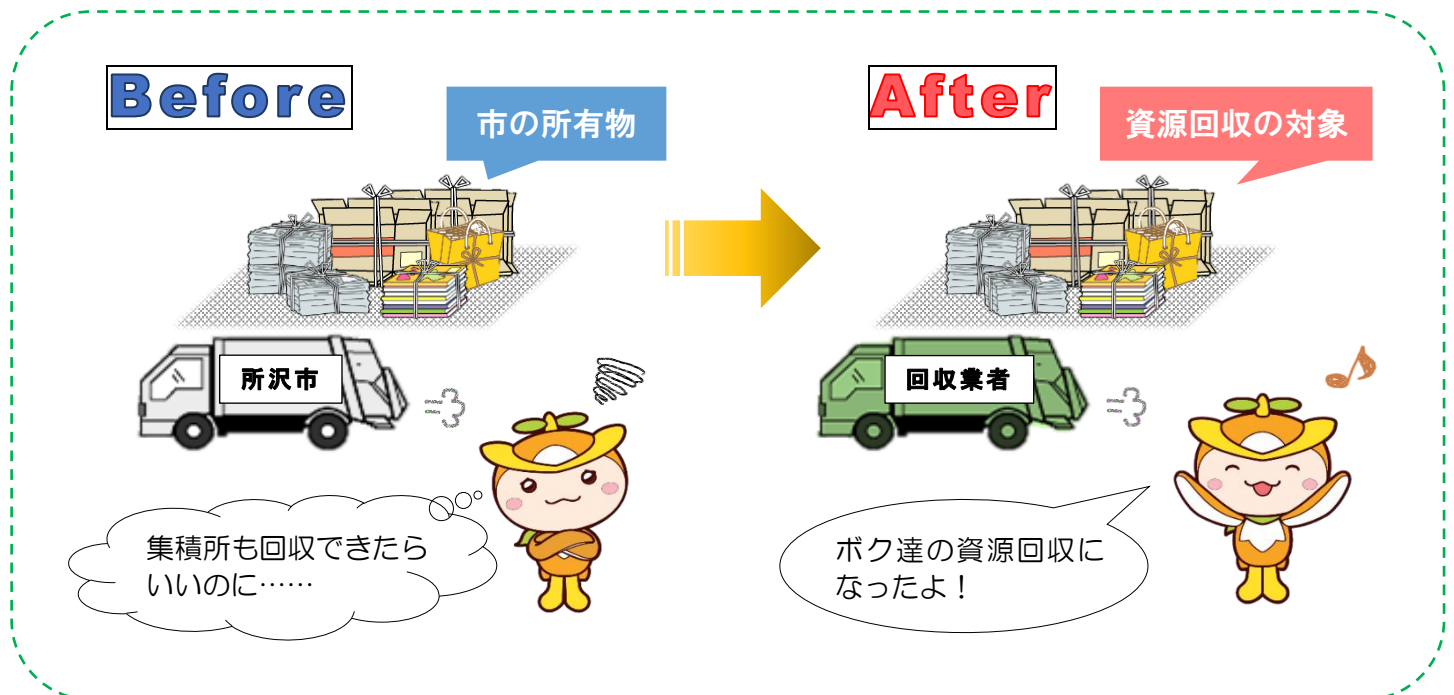 Before
市の所有物
所沢市
集積所も回収できたら
いいのに……
After
資源回収の対象
回収業者
ボク達の資源回収に
なったよ！